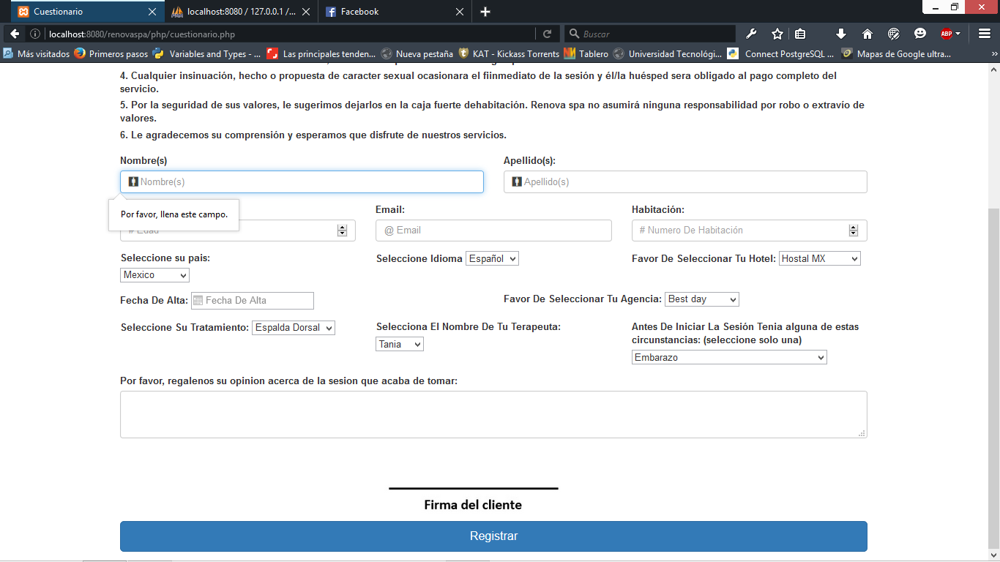 Cuestionario
localhost:8080 / 127.0.0.1 /...
Facebook
localhost:8080/renovaspa/php/cuestionario.php
Buscar
ABP
Más visitados
Primeros pasos
Variables and Types - ...
Las principales tenden...
Nueva pestaña
KAT - Kickass Torrents
Tablero
Universidad Tecnológi...
Connect PostgreSQL ...
Mapas de Google ultra...
4. Cualquier insinuación, hecho o propuesta de caracter sexual ocasionara el fiinmediato de la sesión y él/la huésped sera obligado al pago completo del
servicio.
5. Por la seguridad de sus valores, le sugerimos dejarlos en la caja fuerte dehabitación. Renova spa no asumirá ninguna responsabilidad por robo o extravío de
valores.
6. Le agradecemos su comprensión y esperamos que disfrute de nuestros servicios.
Nombre(s)
Apellido(s):
Nombre(s)
Apellido(s)
Por favor, llena este campo.
Email:
Habitación:
# Edad
@ Email
# Numero De Habitación
Seleccione su pais:
Mexico
Seleccione Idioma Español
Favor De Seleccionar Tu Hotel: Hostal MX
Fecha De Alta: Fecha De Alta
Favor De Seleccionar Tu Agencia: Best day
Seleccione Su Tratamiento: Espalda Dorsal
Selecciona El Nombre De Tu Terapeuta:
Tania
Antes De Iniciar La Sesión Tenia alguna de estas
circunstancias: (seleccione solo una)
Embarazo
Por favor, regalenos su opinion acerca de la sesion que acaba de tomar:
Firma del cliente
Registrar